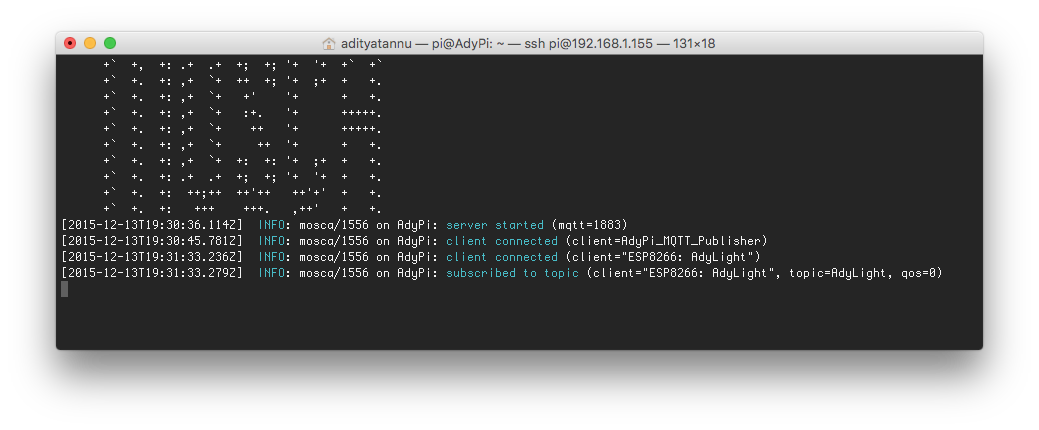 adityatannu — pi@AdyPi: ~ — ssh pi@192.168.1.155 — 131×18
+`  +,  +: .+  .+  +;  +; '+  '+  +`  +`
+`  +.  +: ,+  `+  ++  +; '+  ;+  +   +.
+`  +.  +: ,+  `+   +'    '+      +   +.
+`  +.  +: ,+  `+   :+.   '+      +++++.
+`  +.  +: ,+  `+    ++   '+      +++++.
+`  +.  +: ,+  `+     ++  '+      +   +.
+`  +.  +: ,+  `+  +:  +: '+  ;+  +   +.
+`  +.  +: .+  .+  +;  +; '+  '+  +   +.
+`  +.  +:  ++;++  ++'++   ++'+'  +   +.
+`  +.  +:   +++    +++.   ,++'   +   +.
[2015-12-13T19:30:36.114Z]  INFO: mosca/1556 on AdyPi: server started (mqtt=1883)
[2015-12-13T19:30:45.781Z]  INFO: mosca/1556 on AdyPi: client connected (client=AdyPi_MQTT_Publisher)
[2015-12-13T19:31:33.236Z]  INFO: mosca/1556 on AdyPi: client connected (client="ESP8266: AdyLight")
[2015-12-13T19:31:33.279Z]  INFO: mosca/1556 on AdyPi: subscribed to topic (client="ESP8266: AdyLight", topic=AdyLight, qos=0)